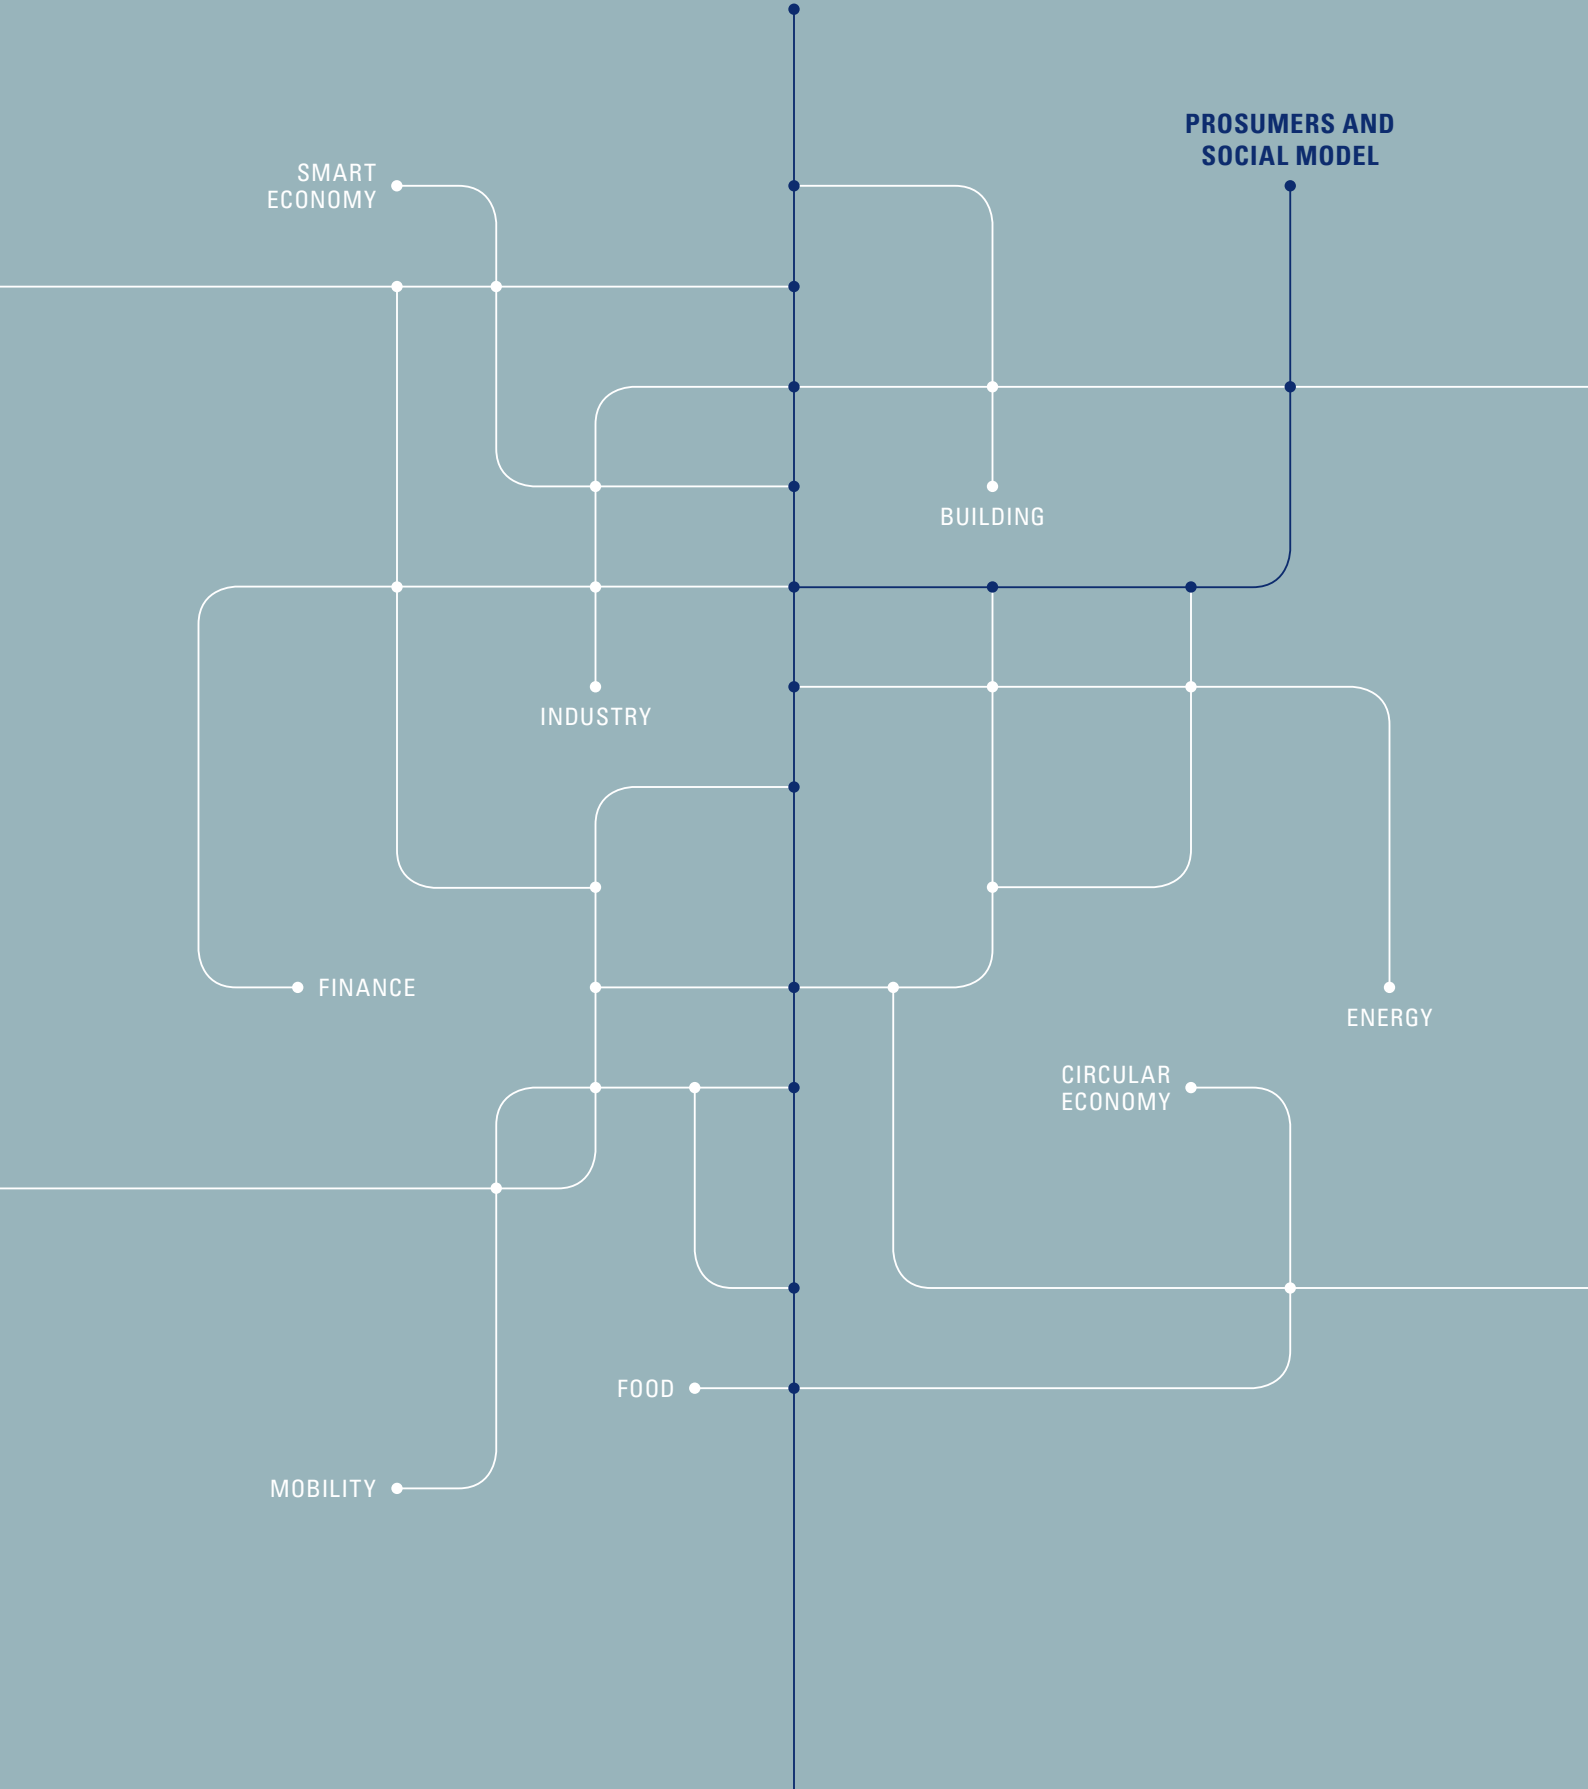 PROSUMERS AND
SOCIAL MODEL
SMART
ECONOMY
BUILDING
INDUSTRY
FINANCE
ENERGY
CIRCULAR
ECONOMY
FOOD
MOBILITY